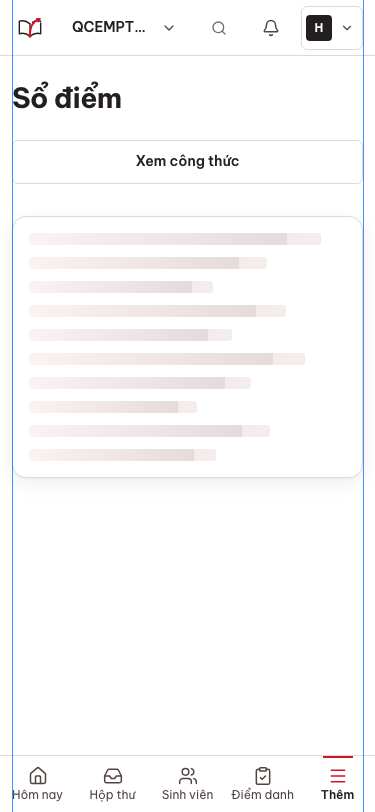 QCEMPT...
H
Sổ điểm
Xem công thức
Hôm nay
Hộp thư
Sinh viên
Điểm danh
Thêm